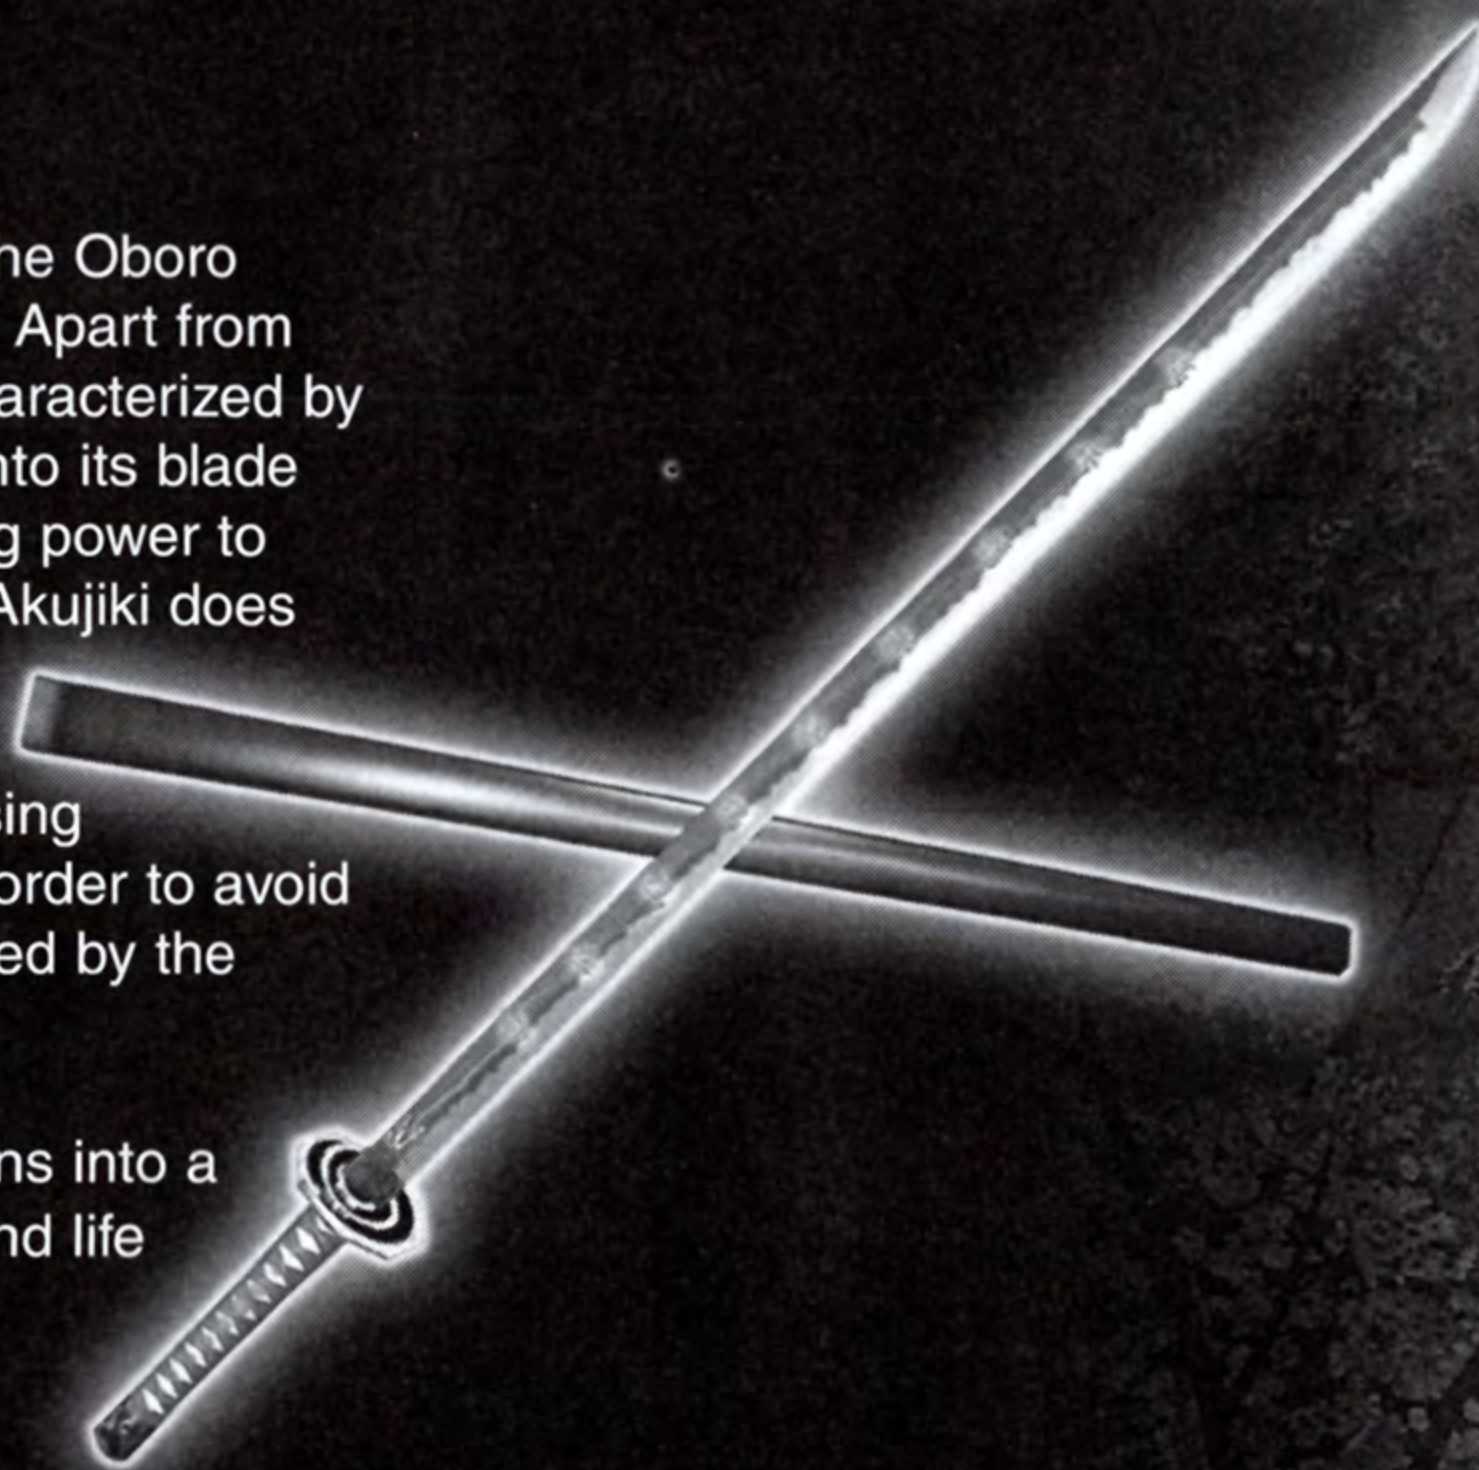 ne Oboro
Apart from
aracterized by
nto its blade
g power to
Akujiki does
sing
order to avoid
ed by the
ns into a
nd life